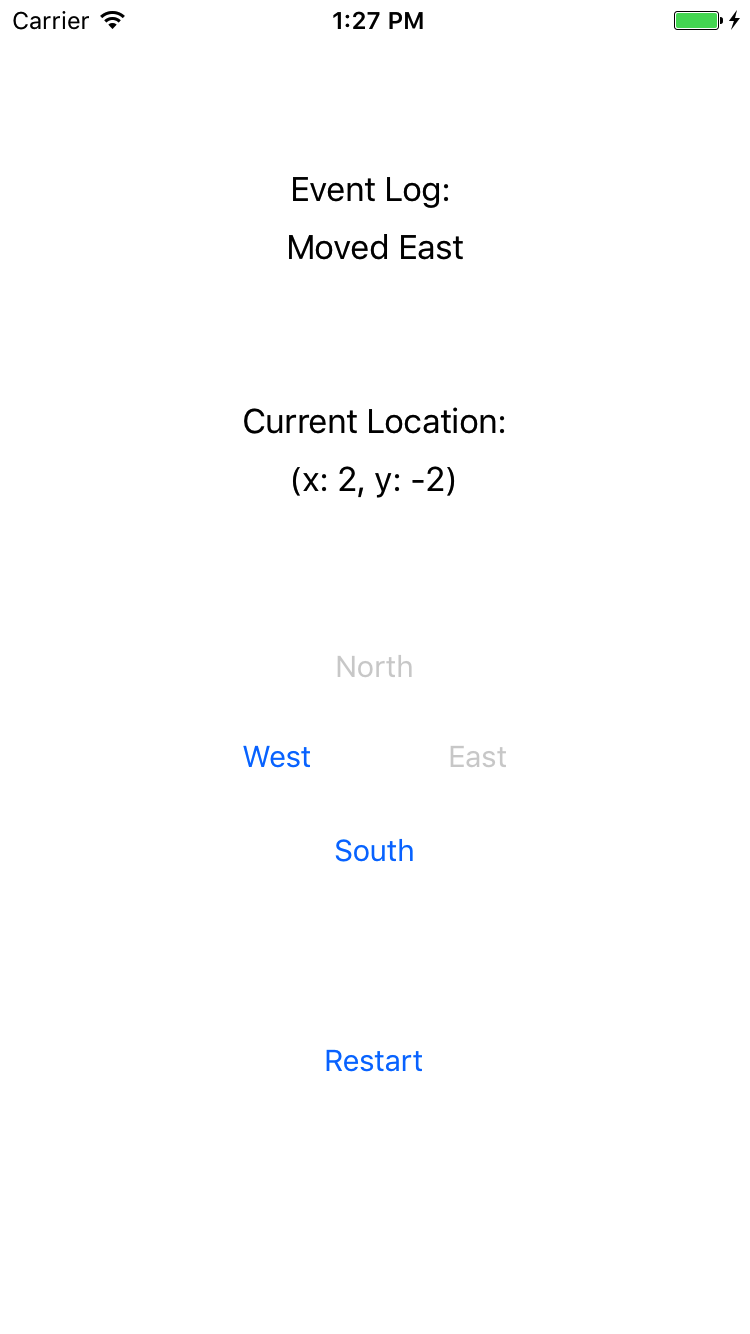 Carrier 1:27 PM
Event Log:
Moved East
Current Location:
(x: 2, y: -2)
North
West East
South
Restart